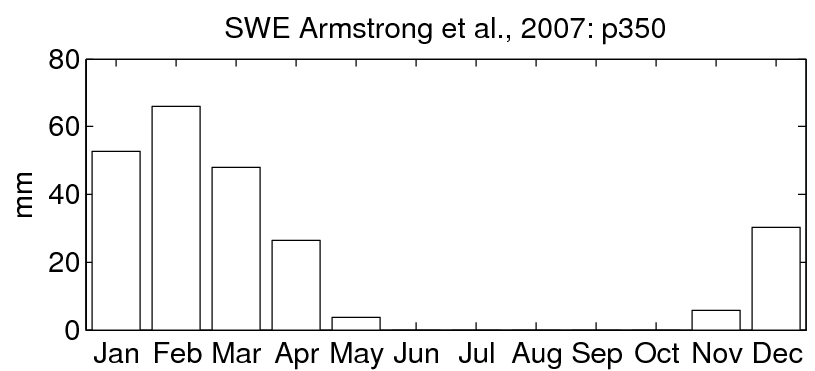 SWE Armstrong et al., 2007: p350
80
60
40
20
0
mm
Jan Feb Mar Apr May Jun Jul Aug Sep Oct Nov Dec